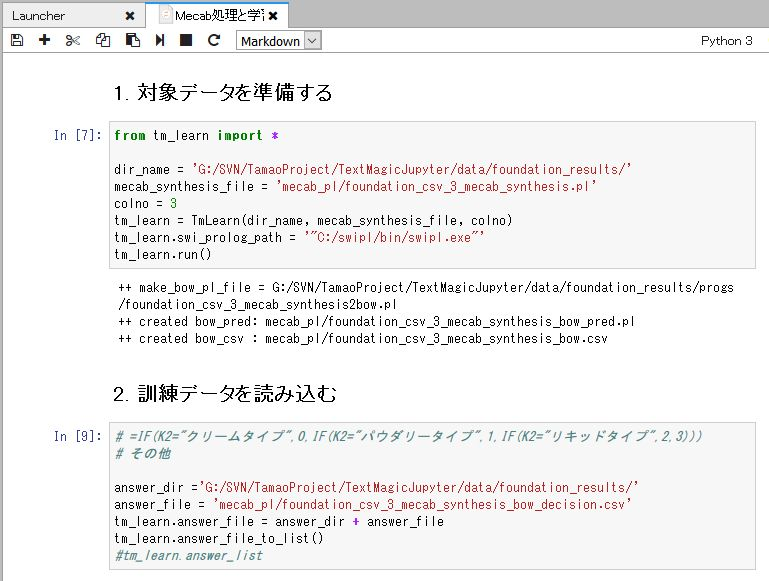 Launcher
Mecab処理と学習
Markdown
Python 3
1. 対象データを準備する
In [7]:
from tm_learn import *
dir_name = 'G:/SVN/TamaoProject/TextMagicJupyter/data/foundation_results/'
mecab_synthesis_file = 'mecab_pl/foundation_csv_3_mecab_synthesis.pl'
colno = 3
tm_learn = TmLearn(dir_name, mecab_synthesis_file, colno)
tm_learn.swi_prolog_path = '"C:/swipl/bin/swipl.exe"'
tm_learn.run()
++ make_bow_pl_file = G:/SVN/TamaoProject/TextMagicJupyter/data/foundation_results/progs
/foundation_csv_3_mecab_synthesis2bow.pl
++ created bow_pred: mecab_pl/foundation_csv_3_mecab_synthesis_bow_pred.pl
++ created bow_csv : mecab_pl/foundation_csv_3_mecab_synthesis_bow.csv
2. 訓練データを読み込む
In [9]:
# =IF(K2="クリームタイプ",0,IF(K2="パウダリータイプ",1,IF(K2="リキッドタイプ",2,3)))
# その他
answer_dir ='G:/SVN/TamaoProject/TextMagicJupyter/data/foundation_results/'
answer_file = 'mecab_pl/foundation_csv_3_mecab_synthesis_bow_decision.csv'
tm_learn.answer_file = answer_dir + answer_file
tm_learn.answer_file_to_list()
#tm_learn.answer_list